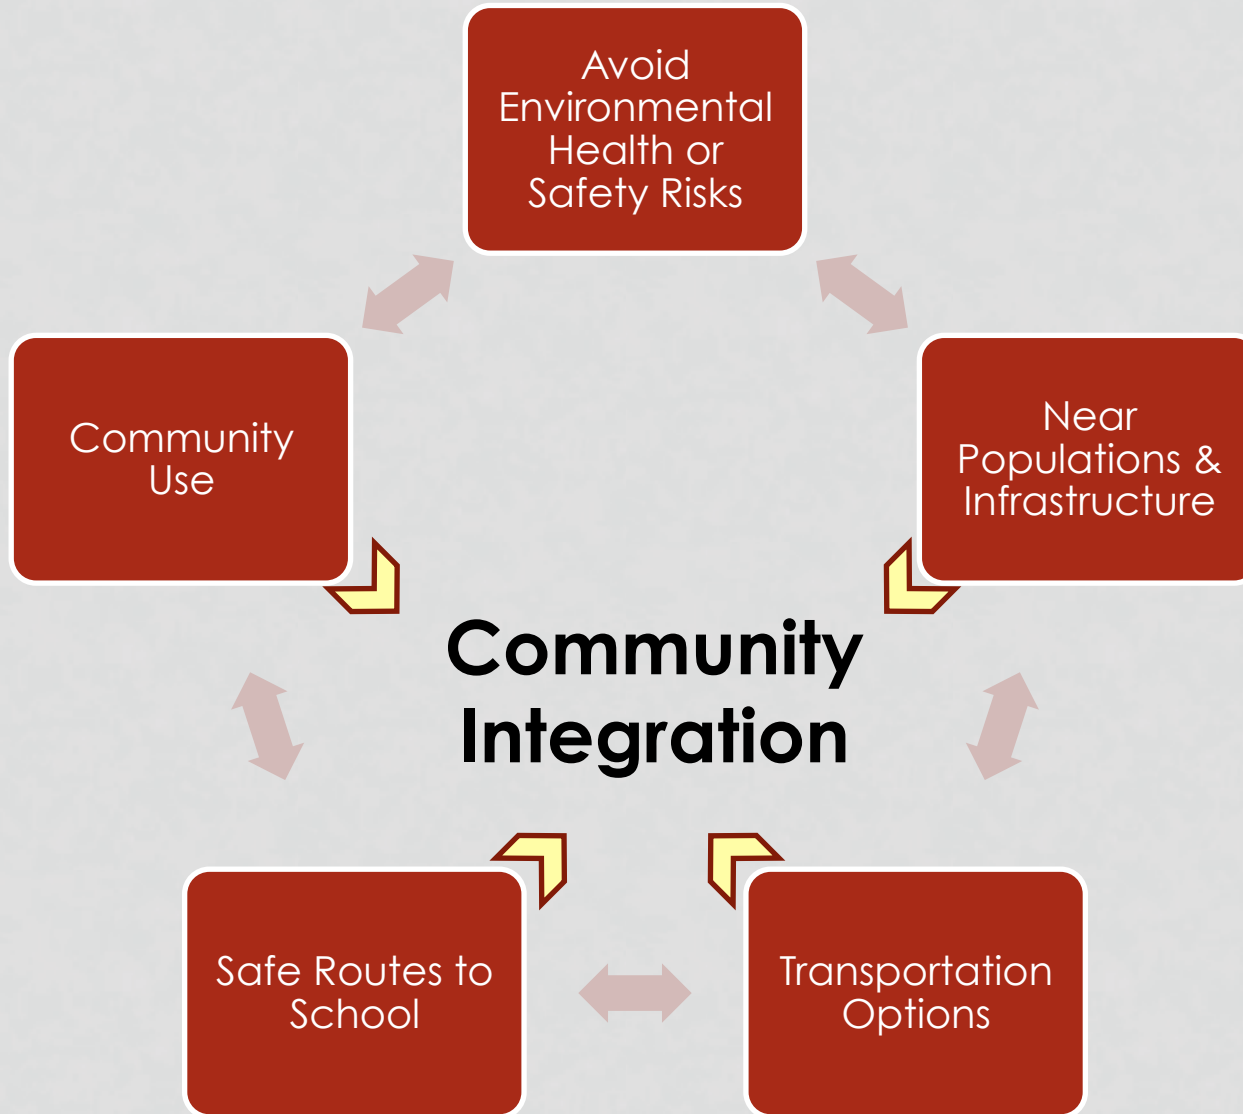 Avoid
Environmental
Health or
Safety Risks
Community
Use
Near
Populations &
Infrastructure
Community
Integration
Safe Routes to
School
Transportation
Options